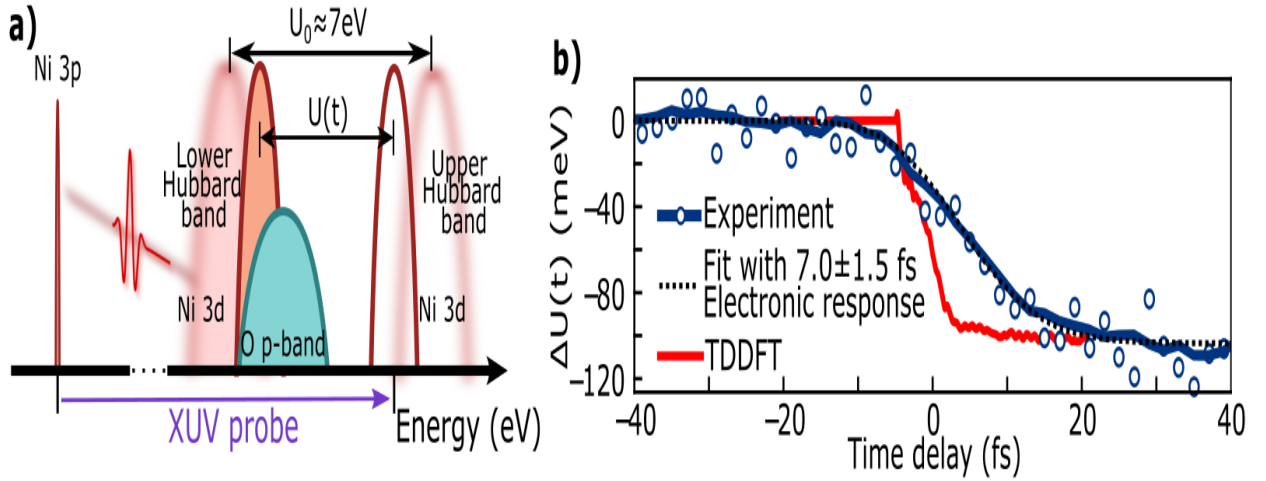 a)
U₀≈7eV
Ni 3p
U(t)
Lower
Hubbard
band
Upper
Hubbard
band
Ni 3d
Ni 3d
O p-band
XUV probe
Energy (eV)
b)
ΔU(t) (meV)
0
−40
−80
−120
Experiment
Fit with 7.0±1.5 fs
Electronic response
TDDFT
−40
−20
0
20
40
Time delay (fs)